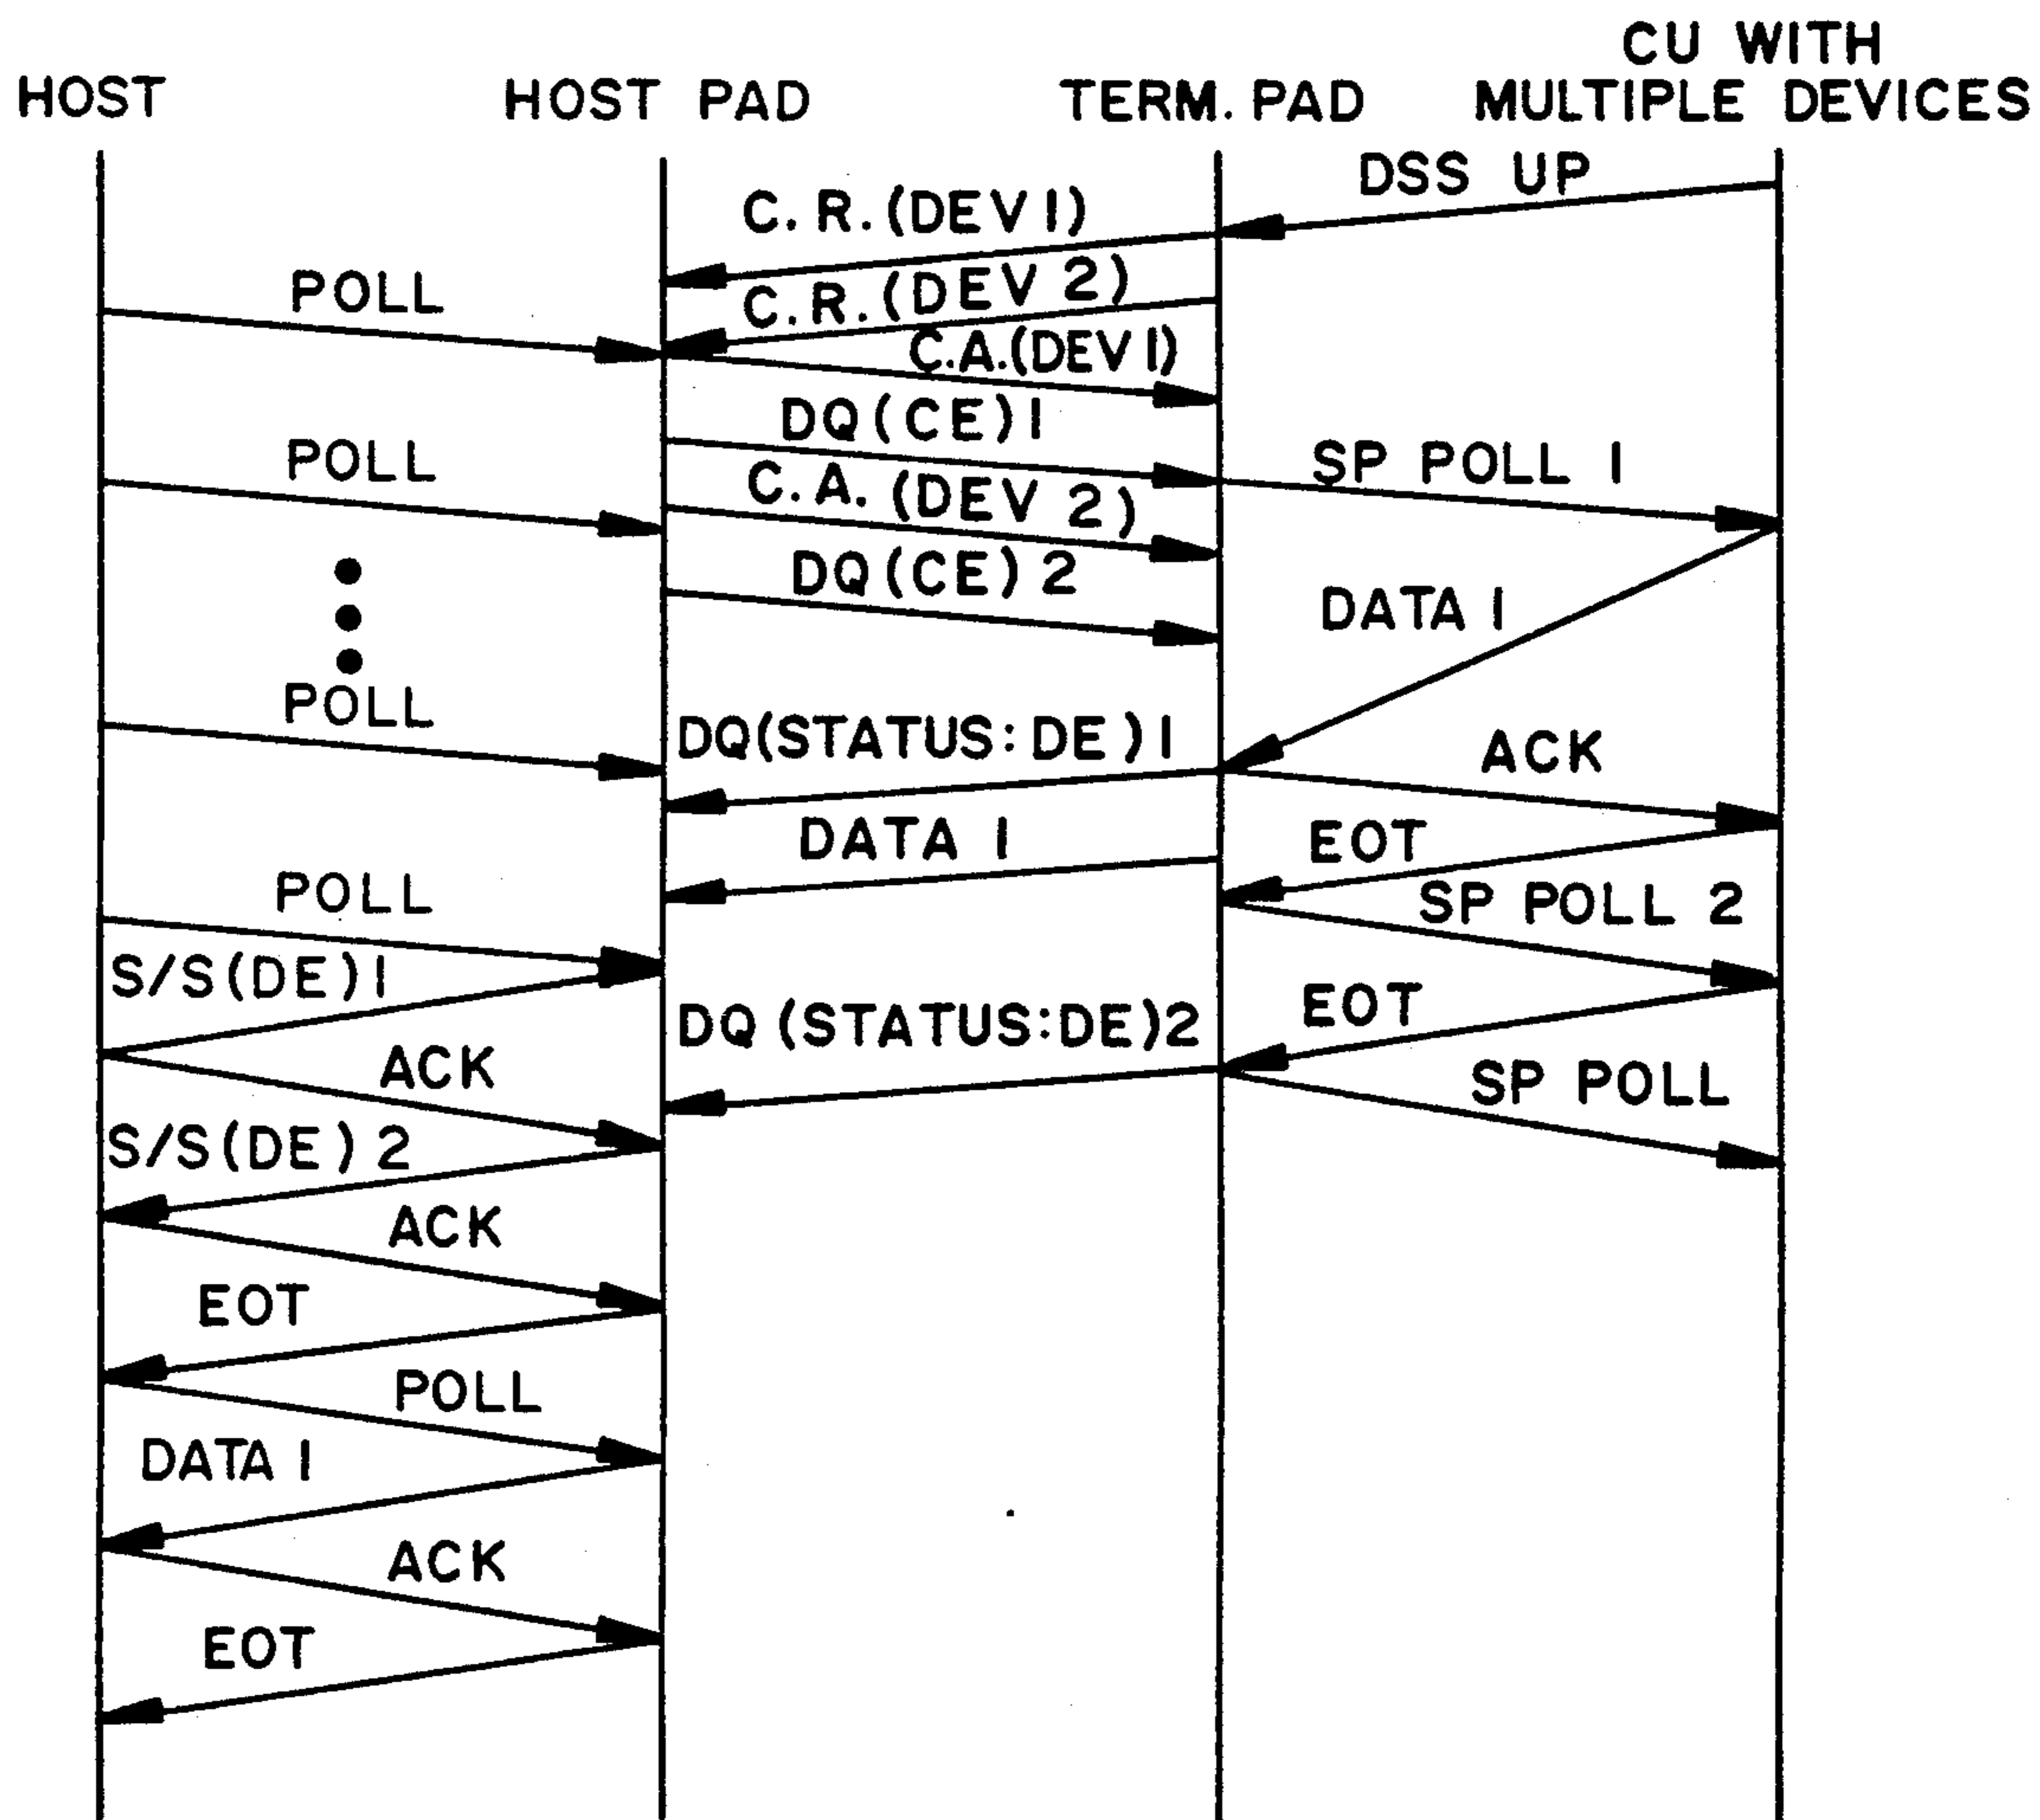 CU WITH
HOST HOST PAD TERM. PAD MULTIPLE DEVICES
DSS UP
C. R. (DEV 1)
POLL
C. R. (DEV 2)
C.A.(DEV 1)
DQ(CE)1
POLL
SP POLL 1
C. A. (DEV 2)
DQ(CE) 2
DATA 1
POLL
DQ(STATUS: DE)1
ACK
DATA 1
EOT
POLL
SP POLL 2
S/S(DE)1
DQ (STATUS:DE)2
EOT
ACK
SP POLL
S/S(DE) 2
ACK
EOT
POLL
DATA 1
ACK
EOT